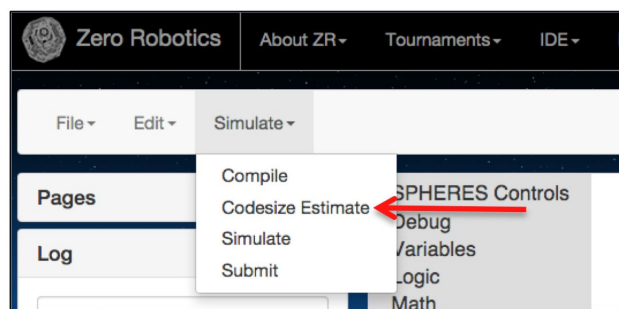 Zero Robotics About ZR Tournaments IDE
File Edit Simulate
Compile
Codesize Estimate
Simulate
Submit
Pages
Log
SPHERES Controls
Debug
Variables
Logic
Math